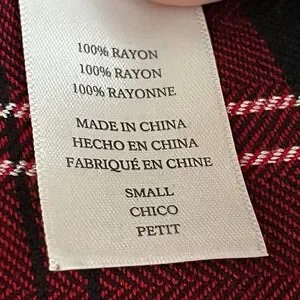 100% RAYON
100% RAYON
100% RAYONNE
MADE IN CHINA
HECHO EN CHINA
FABRIQUÉ EN CHINE
SMALL
CHICO
PETIT